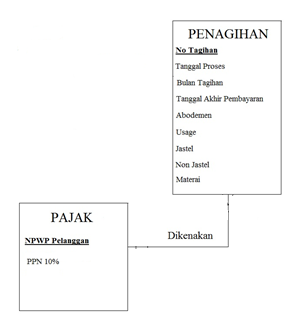 PENAGIHAN
No Tagihan
Tanggal Proses
Bulan Tagihan
Tanggal Akhir Pembayaran
Abodemen
Usage
Jastel
Non Jastel
Materai
Dikenakan
PAJAK
NPWP Pelanggan
PPN 10%